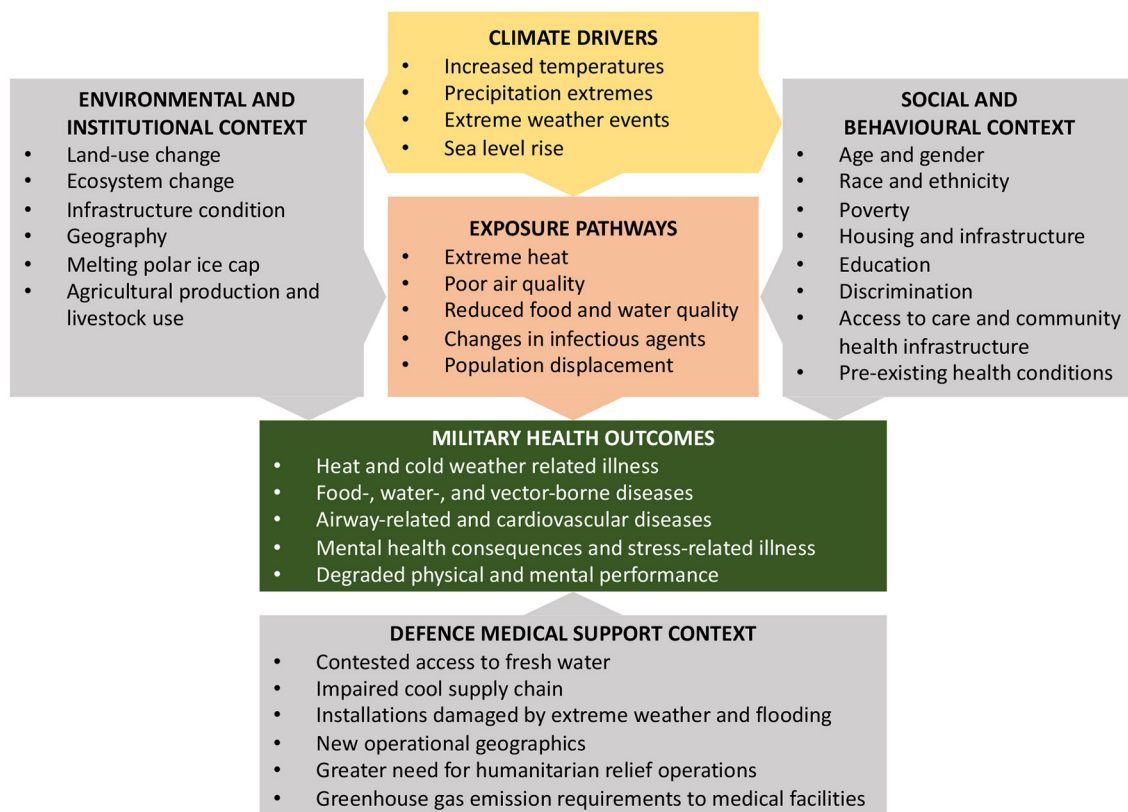 CLIMATE DRIVERS
• Increased temperatures
• Precipitation extremes
• Extreme weather events
• Sea level rise
ENVIRONMENTAL AND
INSTITUTIONAL CONTEXT
• Land-use change
• Ecosystem change
• Infrastructure condition
• Geography
• Melting polar ice cap
• Agricultural production and
livestock use
EXPOSURE PATHWAYS
• Extreme heat
• Poor air quality
• Reduced food and water quality
• Changes in infectious agents
• Population displacement
SOCIAL AND
BEHAVIOURAL CONTEXT
• Age and gender
• Race and ethnicity
• Poverty
• Housing and infrastructure
• Education
• Discrimination
• Access to care and community
health infrastructure
• Pre-existing health conditions
MILITARY HEALTH OUTCOMES
• Heat and cold weather related illness
• Food-, water-, and vector-borne diseases
• Airway-related and cardiovascular diseases
• Mental health consequences and stress-related illness
• Degraded physical and mental performance
DEFENCE MEDICAL SUPPORT CONTEXT
• Contested access to fresh water
• Impaired cool supply chain
• Installations damaged by extreme weather and flooding
• New operational geographics
• Greater need for humanitarian relief operations
• Greenhouse gas emission requirements to medical facilities